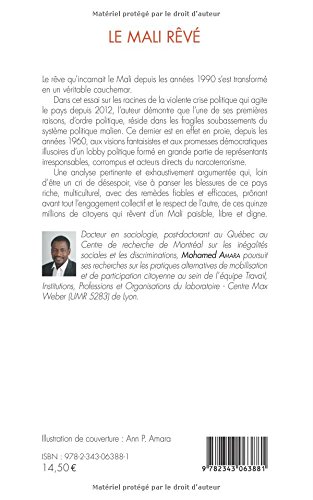 Matériel protégé par le droit d'auteur
LE MALI RÊVÉ
Le rêve qu'incarnait le Mali depuis les années 1990 s'est transformé
en un véritable cauchemar.
Dans cet essai sur les racines de la violente crise politique qui agite
le pays depuis 2012, l'auteur démontre que l'une de ses premières
raisons, d'ordre politique, réside dans les fragiles soubassements du
système politique malien. Ce dernier est en effet en proie, depuis les
années 1960, aux visions fantaisistes et aux promesses démocratiques
illusoires d'un lobby politique formé en grande partie de représentants
irresponsables, corrompus et acteurs directs du narcoterrorisme.
Une analyse pertinente et exhaustivement argumentée qui, loin
d'être un cri de désespoir, vise à panser les blessures de ce pays
riche, multiculturel, avec des remèdes fiables et efficaces, prônant
avant tout l'engagement collectif et le respect de l'autre, de ces quinze
millions de citoyens qui rêvent d'un Mali paisible, libre et digne.
Docteur en sociologie, post-doctorant au Québec au
Centre de recherche de Montréal sur les inégalités
sociales et les discriminations, Mohamed AMARA poursuit
ses recherches sur les pratiques alternatives de mobilisation
et de participation citoyenne au sein de l'équipe Travail,
Institutions, Professions et Organisations du laboratoire - Centre Max
Weber (UMR 5283) de Lyon.
Illustration de couverture : Ann P. Amara
ISBN : 978-2-343-06388-1
14,50 €
9 782343 063881
Matériel protégé par le droit d'auteur